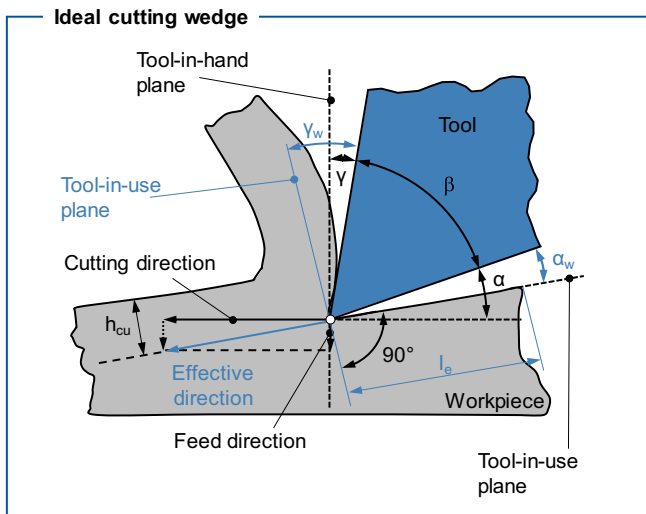 Ideal cutting wedge
Tool-in-hand
plane
Tool
γw
γ
β
Tool-in-use
plane
αw
α
Cutting direction
hcu
90°
le
Effective
direction
Workpiece
Feed direction
Tool-in-use
plane